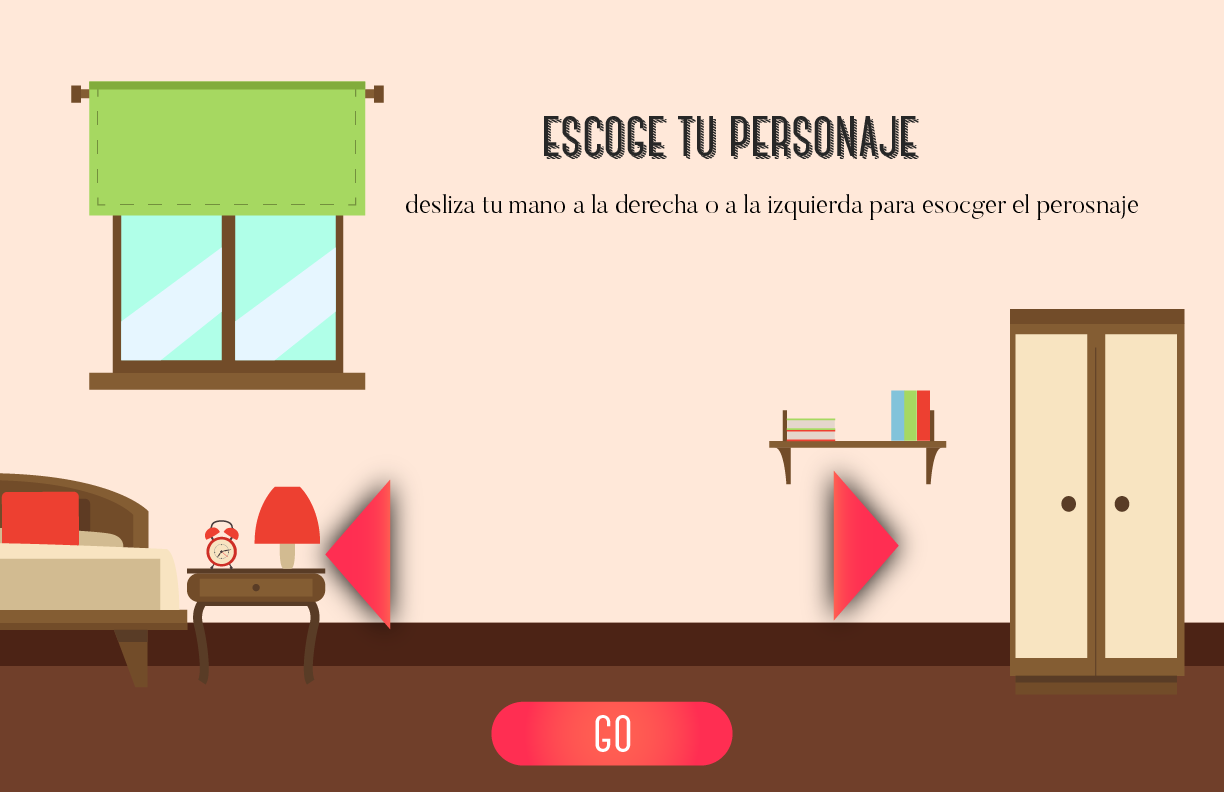 ESCOGE TU PERSONAJE
desliza tu mano a la derecha o a la izquierda para esocger el perosnaje
GO